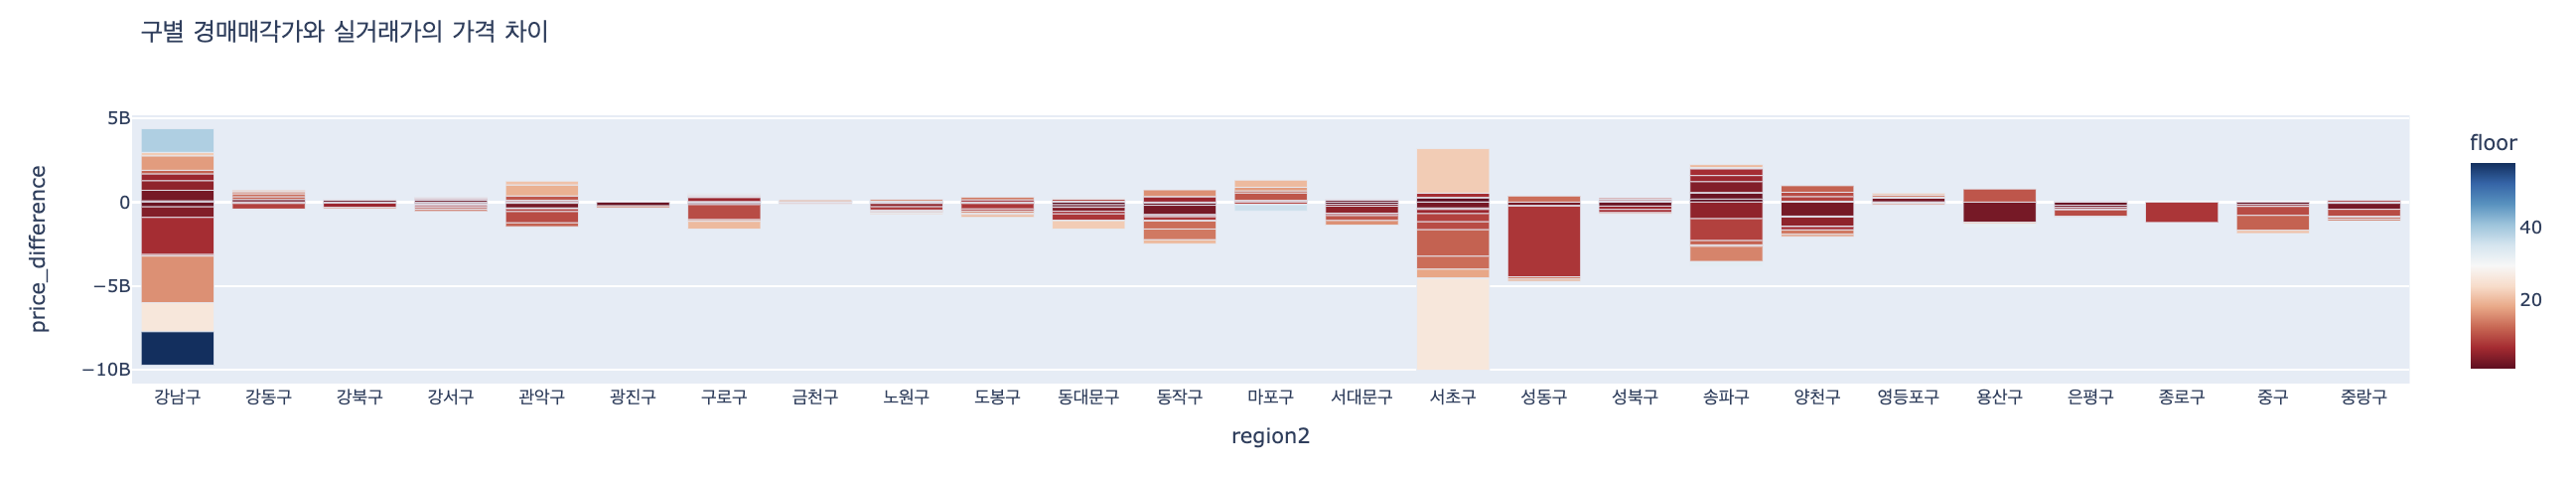 구별 경매매각가와 실거래가의 가격 차이
5B
0
−5B
−10B
price_difference
강남구 강동구 강북구 강서구 관악구 광진구 구로구 금천구 노원구 도봉구 동대문구 동작구 마포구 서대문구 서초구 성동구 성북구 송파구 양천구 영등포구 용산구 은평구 종로구 중구 중랑구
region2
floor
40
20